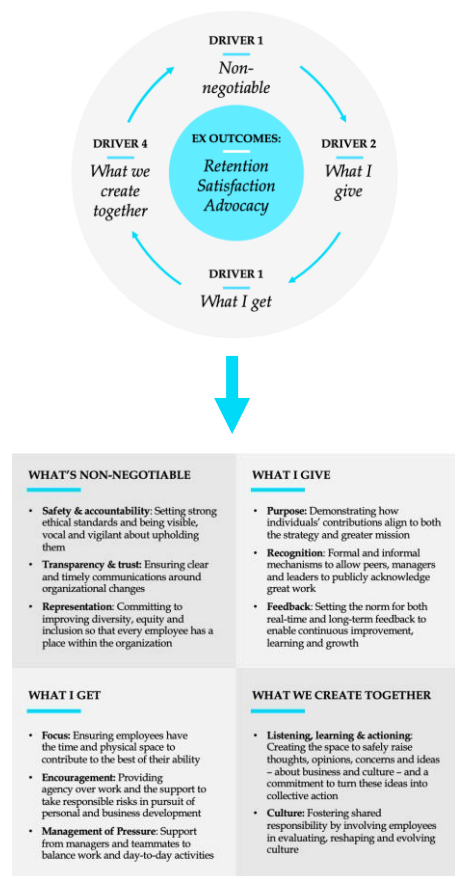 DRIVER 1
Non-
negotiable
DRIVER 2
What I
give
DRIVER 1
What I get
DRIVER 4
What we
create
together
EX OUTCOMES:
Retention
Satisfaction
Advocacy
WHAT'S NON-NEGOTIABLE
• Safety & accountability: Setting strong
ethical standards and being visible,
vocal and vigilant about upholding
them
• Transparency & trust: Ensuring clear
and timely communications around
organizational changes
• Representation: Committing to
improving diversity, equity and
inclusion so that every employee has a
place within the organization
WHAT I GIVE
• Purpose: Demonstrating how
individuals' contributions align to both
the strategy and greater mission
• Recognition: Formal and informal
mechanisms to allow peers, managers
and leaders to publicly acknowledge
great work
• Feedback: Setting the norm for both
real-time and long-term feedback to
enable continuous improvement,
learning and growth
WHAT I GET
• Focus: Ensuring employees have
the time and physical space to
contribute to the best of their ability
• Encouragement: Providing
agency over work and the support to
take responsible risks in pursuit of
personal and business development
• Management of Pressure: Support
from managers and teammates to
balance work and day-to-day activities
WHAT WE CREATE TOGETHER
• Listening, learning & actioning:
Creating the space to safely raise
thoughts, opinions, concerns and ideas
– about business and culture – and a
commitment to turn these ideas into
collective action
• Culture: Fostering shared
responsibility by involving employees
in evaluating, reshaping and evolving
culture